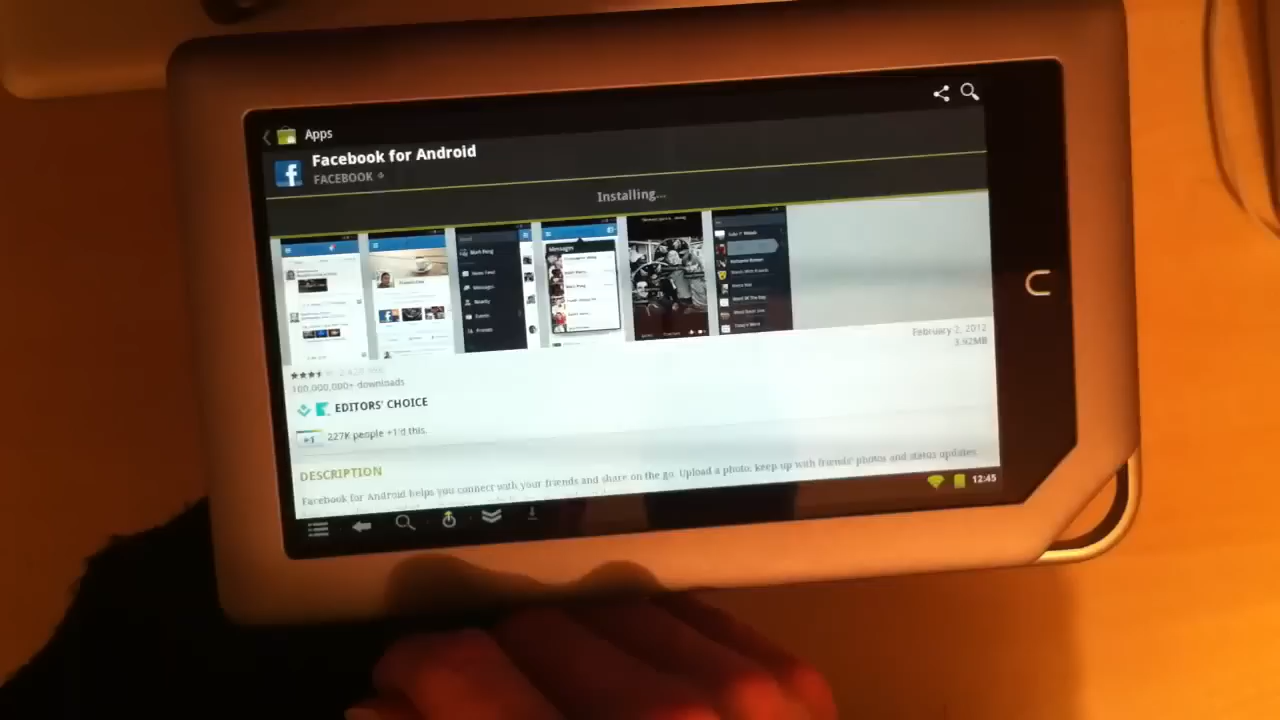 Apps
Facebook for Android
FACEBOOK
Installing...
Messages
February 2, 2012
3.92MB
100,000,000+ downloads
EDITORS' CHOICE
+1
227K people +1'd this.
DESCRIPTION
Facebook for Android helps you connect with your friends and share on the go. Upload a photo, keep up with friends' photos and status updates.
12:45